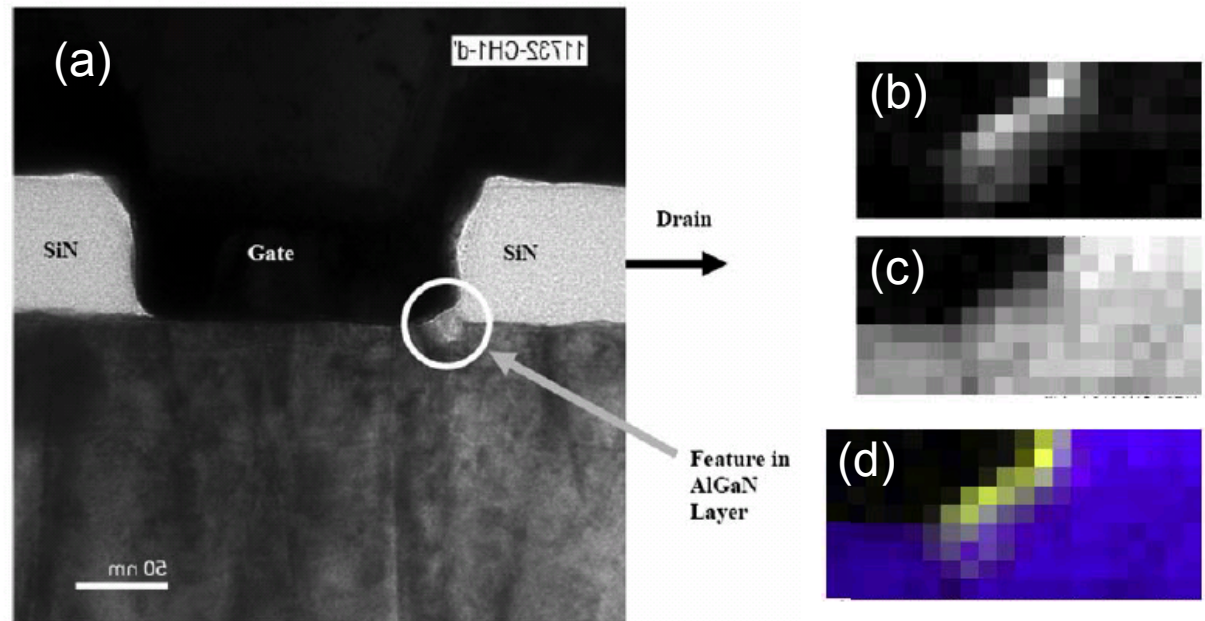 (a)
11732-CH1-d'
SiN
Gate
SiN
Drain
Feature in
AlGaN
Layer
50 nm
(b)
(c)
(d)